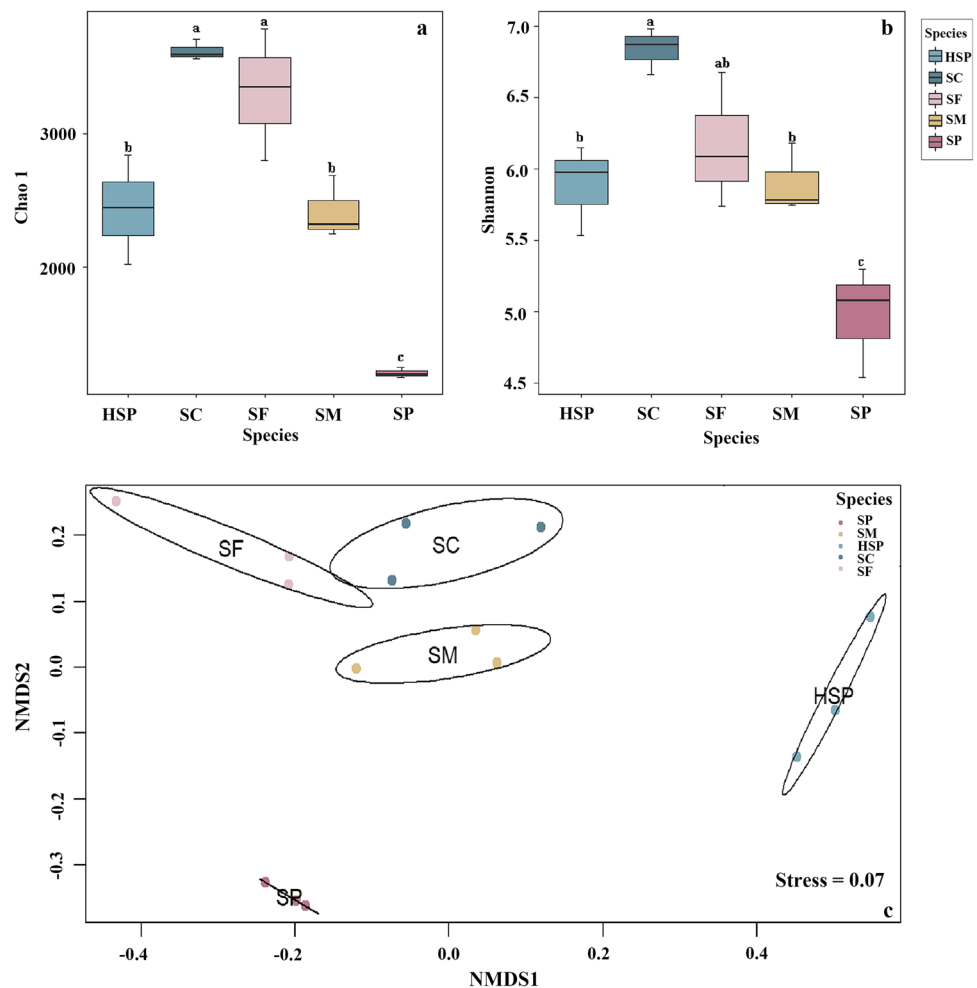 a
Chao 1
3000
2000
b
a
a
b
c
HSP SC SF SM SP
Species
b
Shannon
7.0
6.5
6.0
5.5
5.0
4.5
b
a
ab
b
c
HSP SC SF SM SP
Species
Species
HSP
SC
SF
SM
SP
NMDS2
0.2
0.1
0.0
-0.1
-0.2
-0.3
SF
SC
SM
HSP
SP
Species
SP
SM
HSP
SC
SF
Stress = 0.07
c
-0.4 -0.2 0.0 0.2 0.4
NMDS1